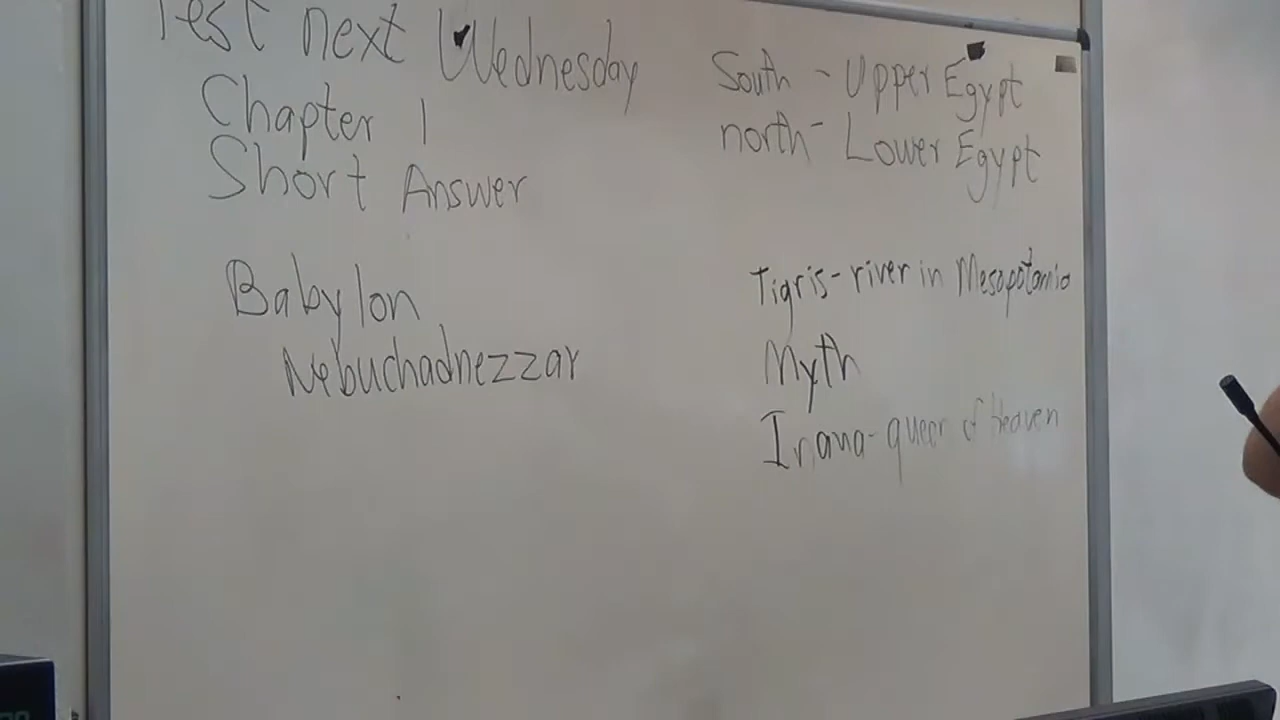 Test next Wednesday
Chapter 1
Short Answer
Babylon
Nebuchadnezzar
South - Upper Egypt
north - Lower Egypt
Tigris - river in Mesopotamia
Myth
Inana - queen of Heaven